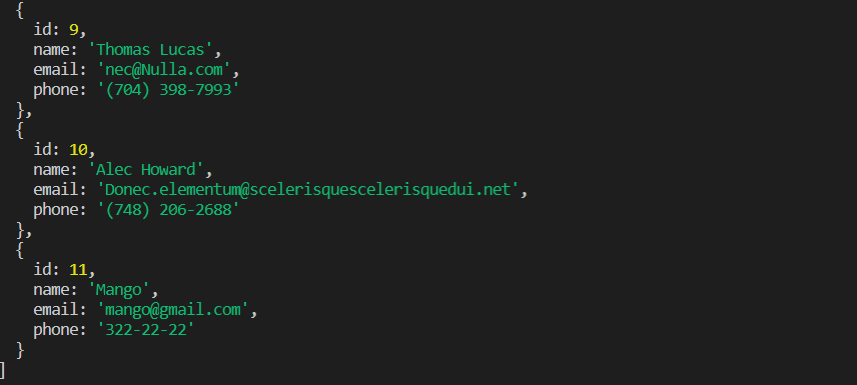 {
id: 9,
name: 'Thomas Lucas',
email: 'nec@Nulla.com',
phone: '(704) 398-7993'
},
{
id: 10,
name: 'Alec Howard',
email: 'Donec.elementum@scelerisquescelerisquedui.net',
phone: '(748) 206-2688'
},
{
id: 11,
name: 'Mango',
email: 'mango@gmail.com',
phone: '322-22-22'
}
]